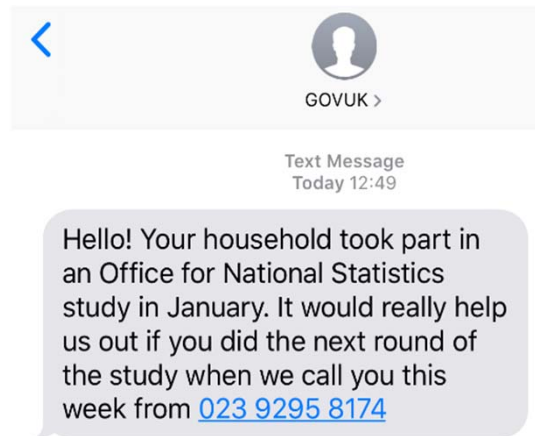 GOVUK >
Text Message
Today 12:49
Hello! Your household took part in
an Office for National Statistics
study in January. It would really help
us out if you did the next round of
the study when we call you this
week from 023 9295 8174